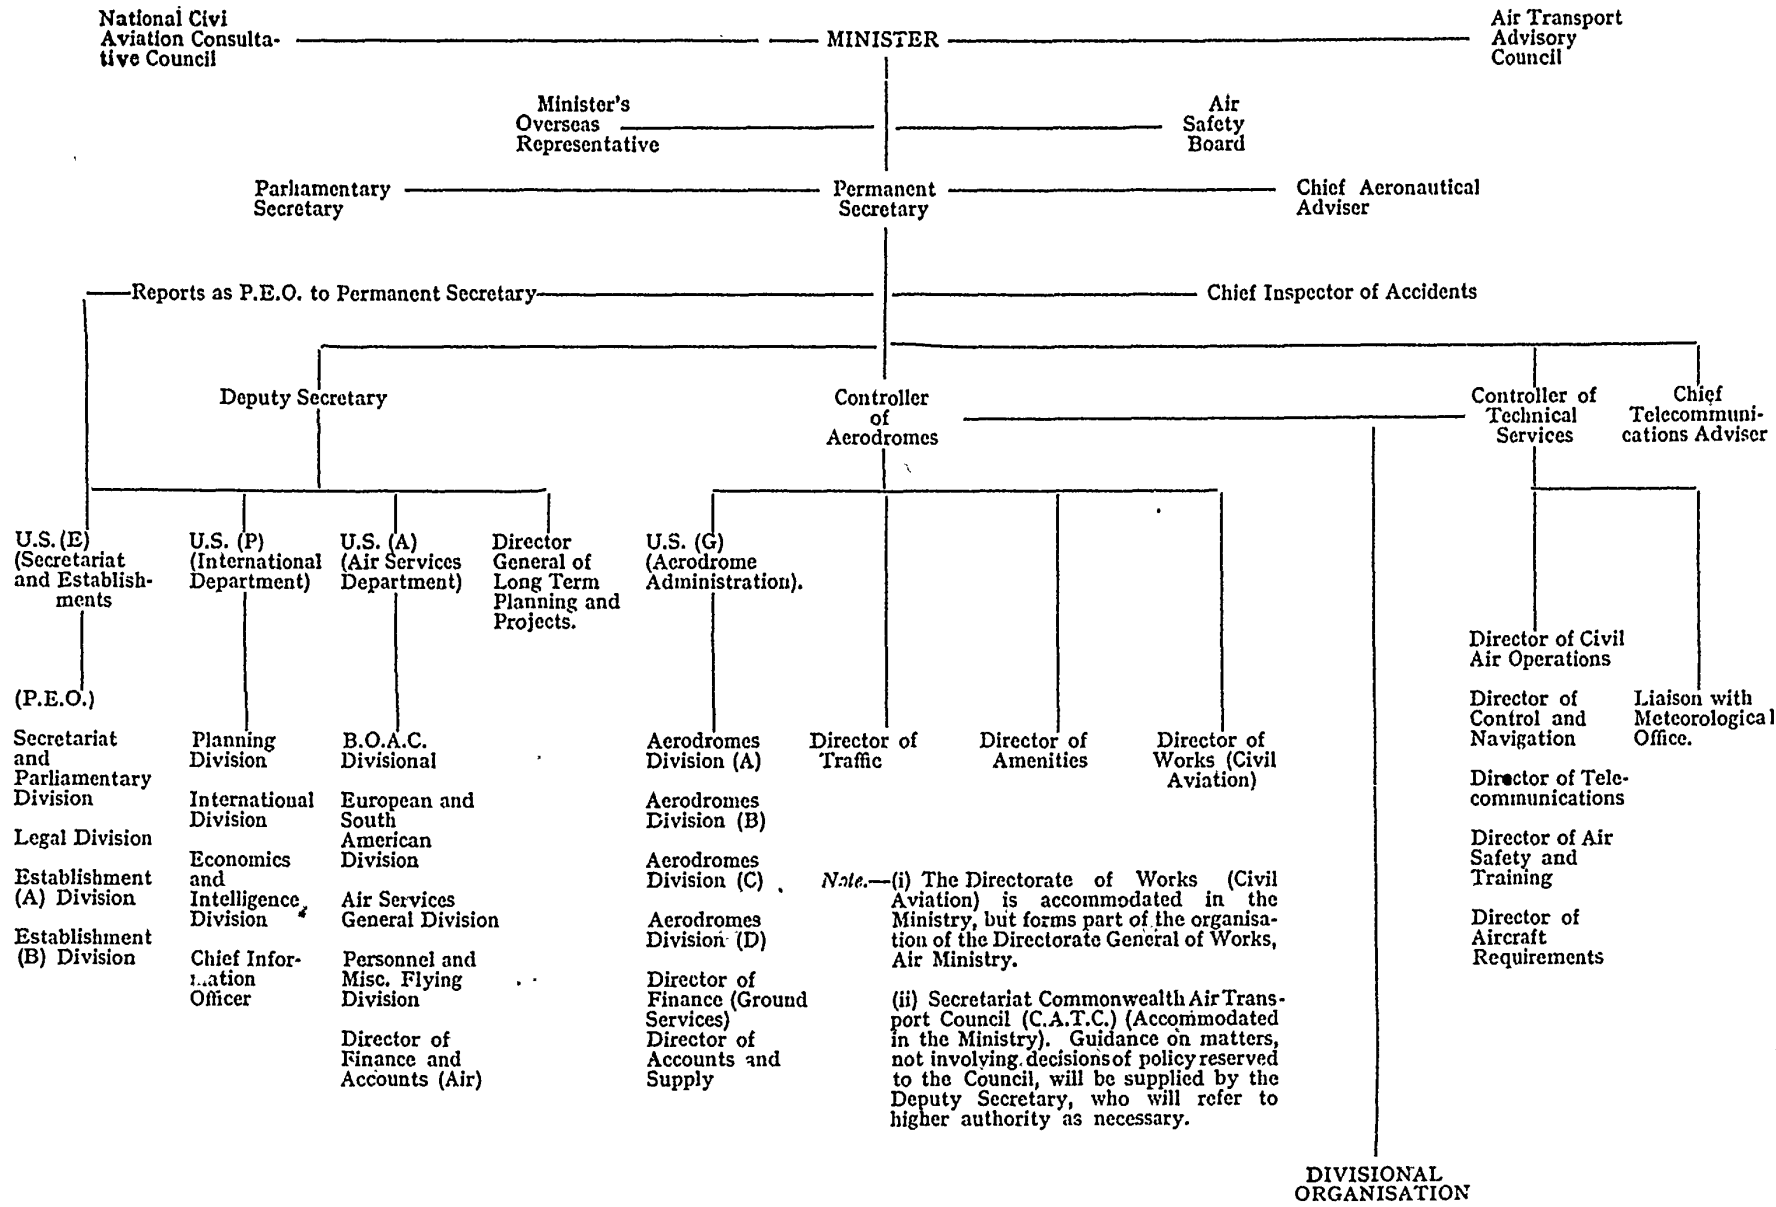 National Civi
Aviation Consulta-
tive Council
MINISTER
Air Transport
Advisory
Council
Minister's
Overseas
Representative
Air
Safety
Board
Parliamentary
Secretary
Permanent
Secretary
Chief Aeronautical
Adviser
Reports as P.E.O. to Permanent Secretary
Chief Inspector of Accidents
Deputy Secretary
Controller
of
Aerodromes
Controller of
Technical
Services
Chief
Telecommuni-
cations Adviser
U.S. (E)
(Secretariat
and Establish-
ments
U.S. (P)
(International
Department)
U.S. (A)
(Air Services
Department)
Director
General of
Long Term
Planning and
Projects.
U.S. (G)
(Aerodrome
Administration).
(P.E.O.)
Secretariat
and
Parliamentary
Division
Legal Division
Establishment
(A) Division
Establishment
(B) Division
Planning
Division
International
Division
Economics
and
Intelligence
Division
Chief Infor-
mation
Officer
B.O.A.C.
Divisional
European and
South
American
Division
Air Services
General Division
Personnel and
Misc. Flying
Division
Director of
Finance and
Accounts (Air)
Aerodromes
Division (A)
Aerodromes
Division (B)
Aerodromes
Division (C)
Aerodromes
Division (D)
Director of
Finance (Ground
Services)
Director of
Accounts and
Supply
Director of
Traffic
Director of
Amenities
Director of
Works (Civil
Aviation)
Director of Civil
Air Operations
Director of
Control and
Navigation
Director of Tele-
communications
Director of Air
Safety and
Training
Director of
Aircraft
Requirements
Liaison with
Meteorological
Office.
Note.—(i) The Directorate of Works (Civil
Aviation) is accommodated in the
Ministry, but forms part of the organisa-
tion of the Directorate General of Works,
Air Ministry.
(ii) Secretariat Commonwealth Air Trans-
port Council (C.A.T.C.) (Accommodated
in the Ministry). Guidance on matters,
not involving decisions of policy reserved
to the Council, will be supplied by the
Deputy Secretary, who will refer to
higher authority as necessary.
DIVISIONAL
ORGANISATION